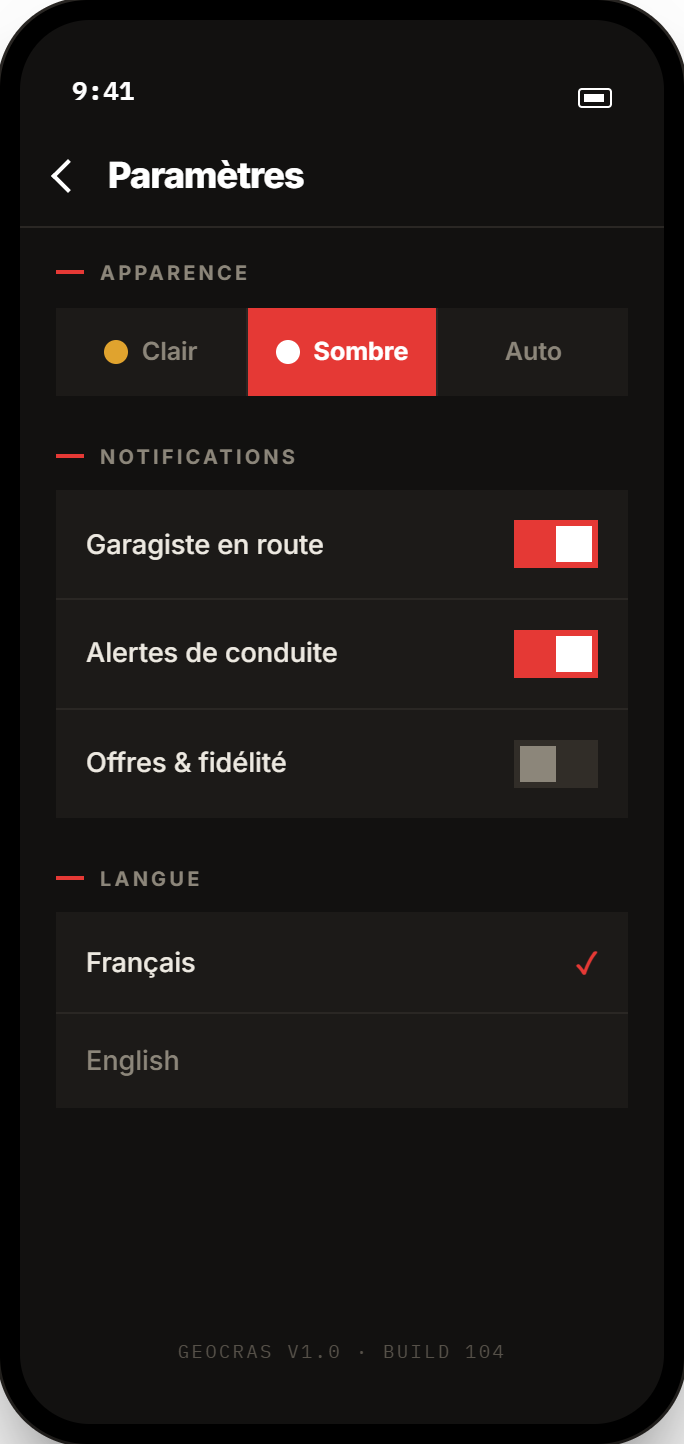 9:41
Paramètres
APPARENCE
Clair
Sombre
Auto
NOTIFICATIONS
Garagiste en route
Alertes de conduite
Offres & fidélité
LANGUE
Français ✓
English
GEOCRAS V1.0 · BUILD 104